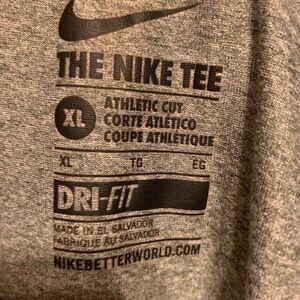 THE NIKE TEE
XL
ATHLETIC CUT
CORTE ATLÉTICO
COUPE ATHLÉTIQUE
XL TG EG
DRI-FIT
MADE IN EL SALVADOR
FABRIQUÉ AU SALVADOR
NIKEBETTERWORLD.COM